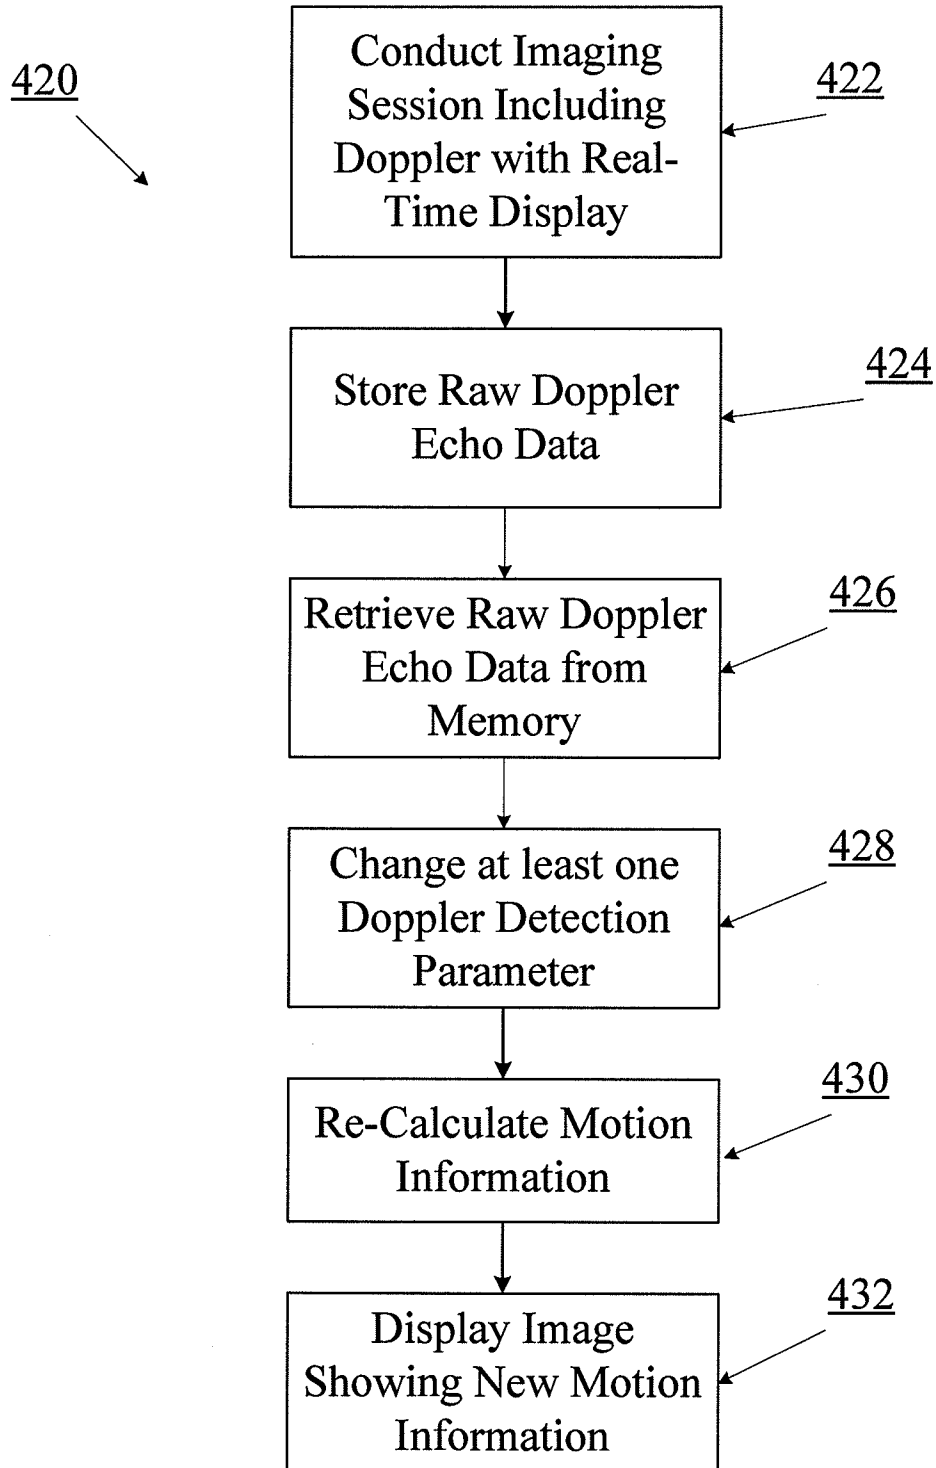 420
Conduct Imaging
Session Including
Doppler with Real-
Time Display
422
Store Raw Doppler
Echo Data
424
Retrieve Raw Doppler
Echo Data from
Memory
426
Change at least one
Doppler Detection
Parameter
428
Re-Calculate Motion
Information
430
Display Image
Showing New Motion
Information
432